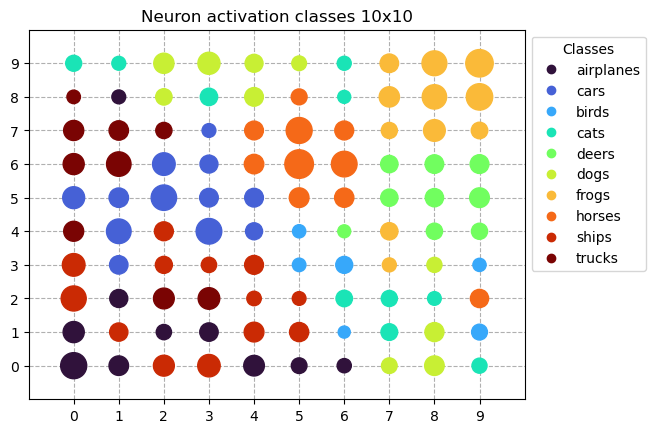 Neuron activation classes 10x10
9
8
7
6
5
4
3
2
1
0
0 1 2 3 4 5 6 7 8 9
Classes
airplanes
cars
birds
cats
deers
dogs
frogs
horses
ships
trucks